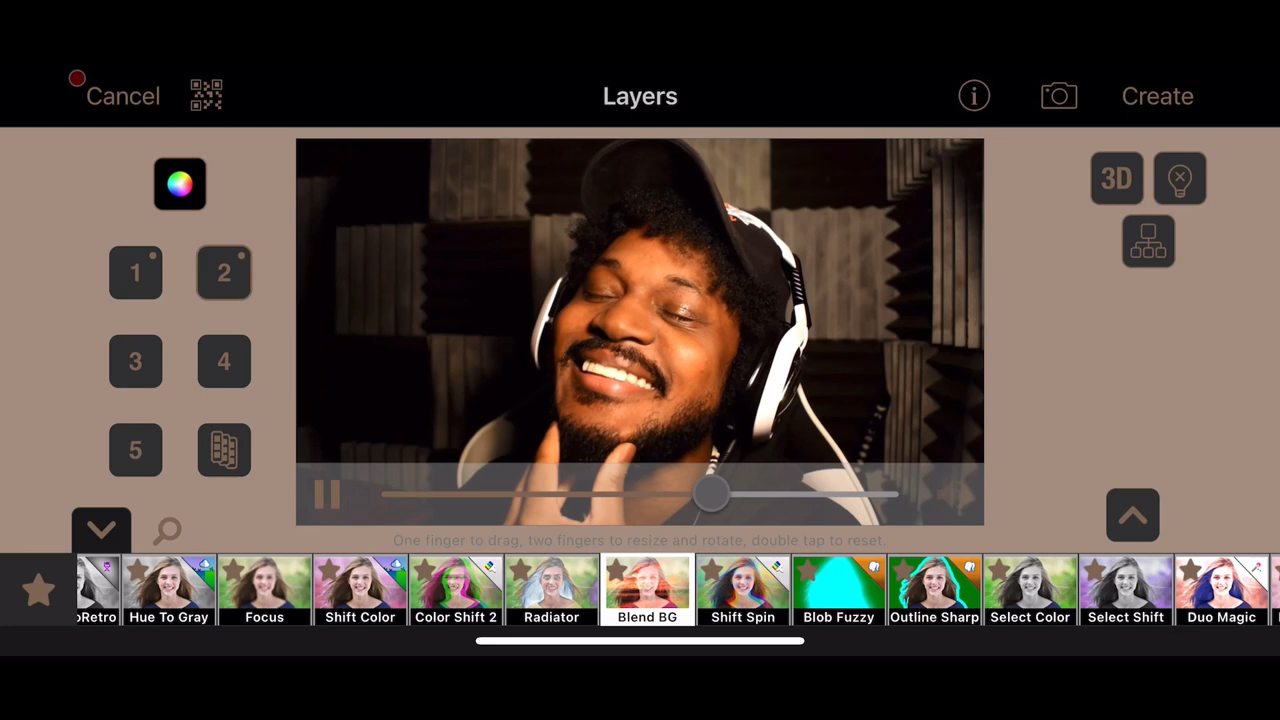 Cancel
Layers
Create
3D
1
2
3
4
5
One finger to drag, two fingers to resize and rotate, double tap to reset.
oRetro
Hue To Gray
Focus
Shift Color
Color Shift 2
Radiator
Blend BG
Shift Spin
Blob Fuzzy
Outline Sharp
Select Color
Select Shift
Duo Magic